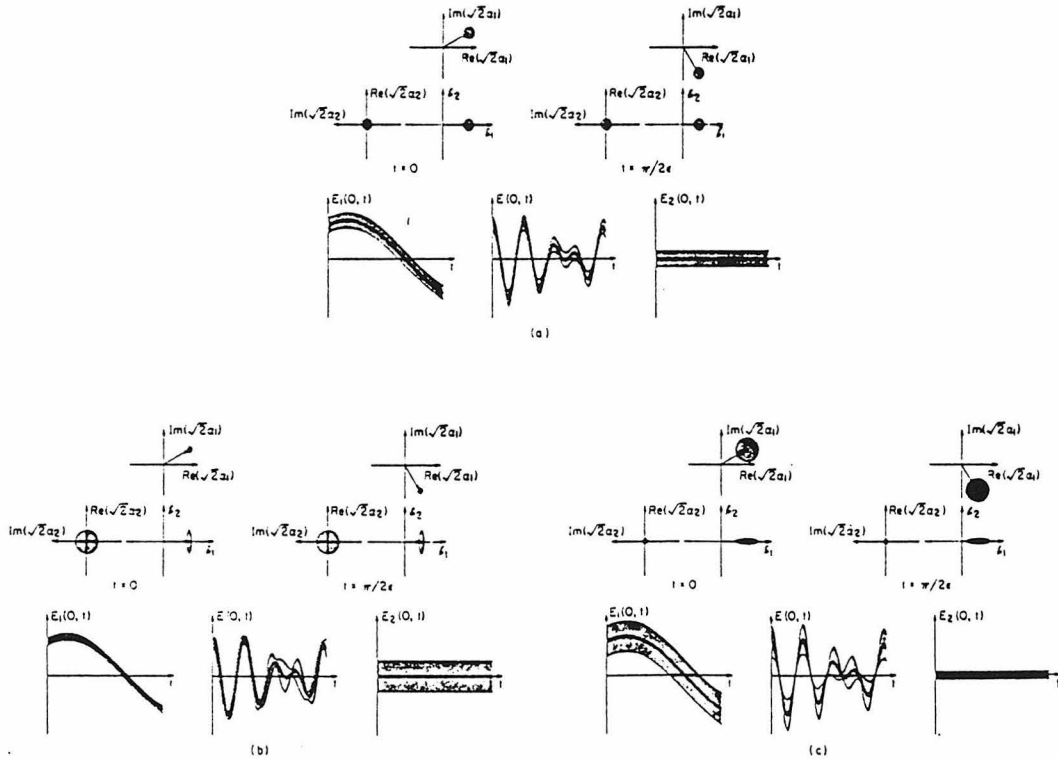 Im(√2a₁)
Re(√2a₁)
Re(√2a₂)
Im(√2a₂)
t = 0
Im(√2a₁)
Re(√2a₁)
Re(√2a₂)
Im(√2a₂)
t = π/2ϵ
E₁(0, t)
t
E(0, t)
t
E₂(0, t)
t
(a)
Im(√2a₁)
Re(√2a₁)
Re(√2a₂)
Im(√2a₂)
t = 0
Im(√2a₁)
Re(√2a₁)
Re(√2a₂)
Im(√2a₂)
t = π/2ϵ
E₁(0, t)
t
E(0, t)
t
E₂(0, t)
t
(b)
Im(√2a₁)
Re(√2a₁)
Re(√2a₂)
Im(√2a₂)
t = 0
Im(√2a₁)
Re(√2a₁)
Re(√2a₂)
Im(√2a₂)
t = π/2ϵ
E₁(0, t)
t
E(0, t)
t
E₂(0, t)
t
(c)